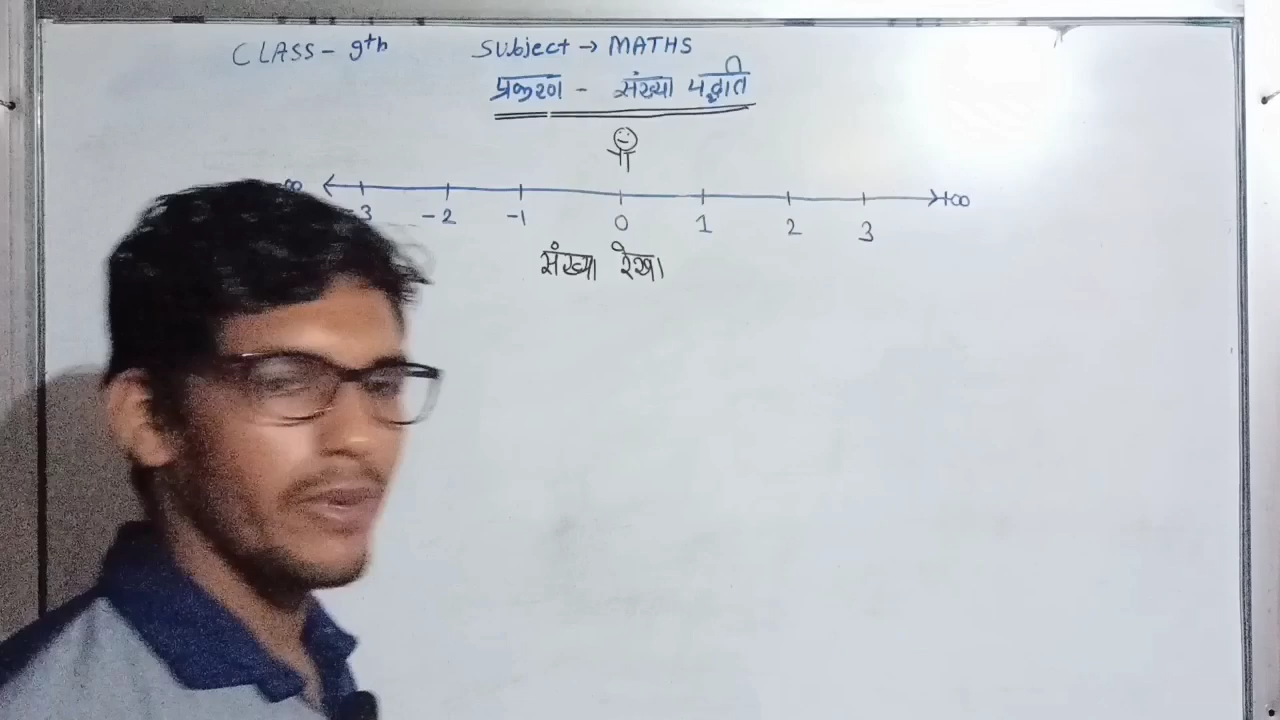 CLASS - 9th Subject → MATHS
प्रकरण - संख्या पद्धति
∞ -3 -2 -1 0 1 2 3 +∞
संख्या रेखा